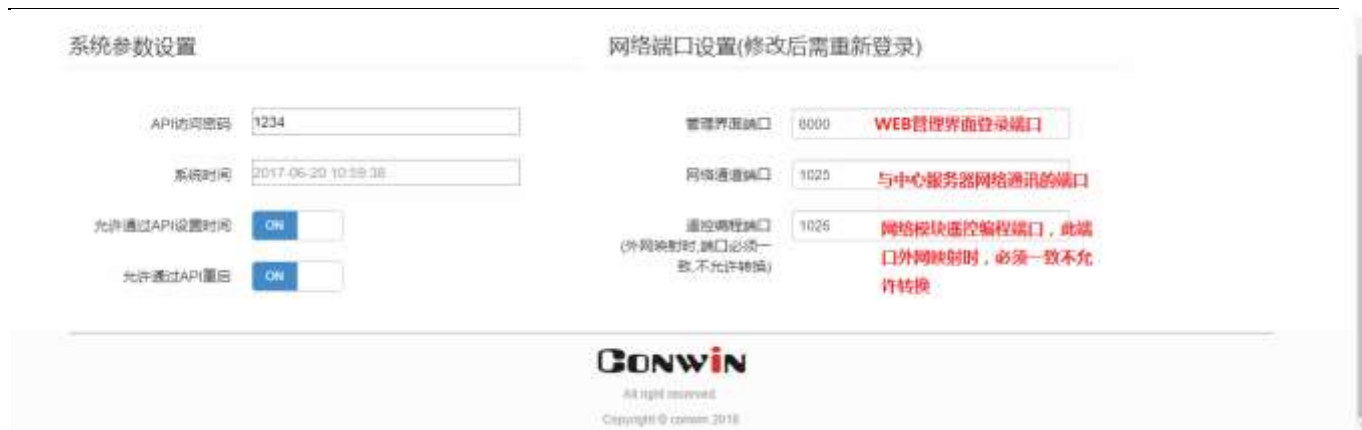 系统参数设置
API访问密码 1234
系统时间 2017-06-20 10:59:38
允许通过API设置时间 ON
允许通过API重启 ON
网络端口设置(修改后需重新登录)
管理界面端口 8000 WEB管理界面登录端口
网络通道端口 1025 与中心服务器网络通讯的端口
遥控编程端口 1026 网络模块遥控编程端口，此端
(外网映射时,端口必须一 口外网映射时，必须一致不允
致,不允许转换) 许转换
CONWIN
All right reserved.
Copyright © conwin 2016